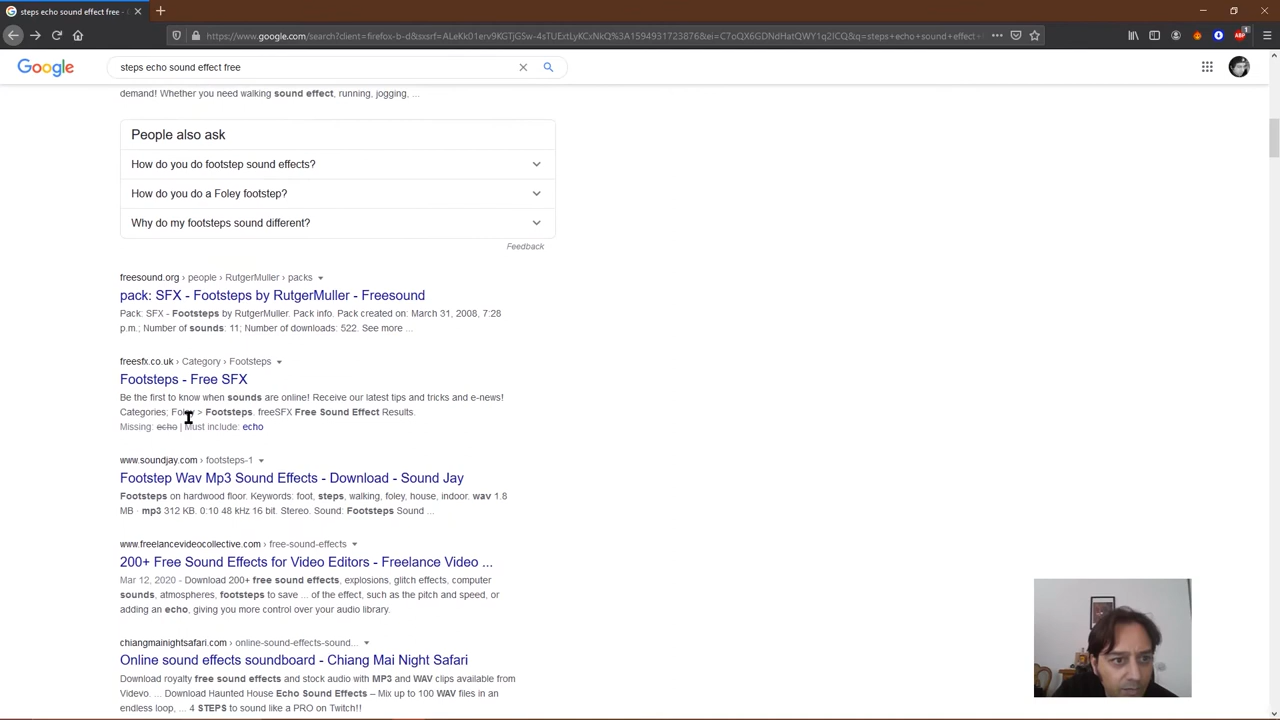 steps echo sound effect free -
https://www.google.com/search?client=firefox-b-d&sxsrf=
Google
steps echo sound effect free
demand! Whether you need walking sound effect, running, jogging, ...
People also ask
How do you do footstep sound effects?
How do you do a Foley footstep?
Why do my footsteps sound different?
Feedback
freesound.org › people › RutgerMuller › packs
pack: SFX - Footsteps by RutgerMuller - Freesound
Pack: SFX - Footsteps by RutgerMuller. Pack info. Pack created on: March 31, 2008, 7:28
p.m.; Number of sounds: 11; Number of downloads: 522. See more ...
freesfx.co.uk › Category › Footsteps
Footsteps - Free SFX
Be the first to know when sounds are online! Receive our latest tips and tricks and e-news!
Categories; Foley > Footsteps. freeSFX Free Sound Effect Results.
Missing: echo | Must include: echo
www.soundjay.com › footsteps-1
Footstep Wav Mp3 Sound Effects - Download - Sound Jay
Footsteps on hardwood floor. Keywords: foot, steps, walking, foley, house, indoor. wav 1.8
MB · mp3 312 KB. 0:10 48 kHz 16 bit. Stereo. Sound: Footsteps Sound ...
www.freelancevideocollective.com › free-sound-effects
200+ Free Sound Effects for Video Editors - Freelance Video ...
Mar 12, 2020 - Download 200+ free sound effects, explosions, glitch effects, computer
sounds, atmospheres, footsteps to save ... of the effect, such as the pitch and speed, or
adding an echo, giving you more control over your audio library.
chiangmainightsafari.com › online-sound-effects-sound...
Online sound effects soundboard - Chiang Mai Night Safari
Download royalty free sound effects and stock audio with MP3 and WAV clips available from
Videvo. ... Download Haunted House Echo Sound Effects – Mix up to 100 WAV files in an
endless loop, ... 4 STEPS to sound like a PRO on Twitch!!